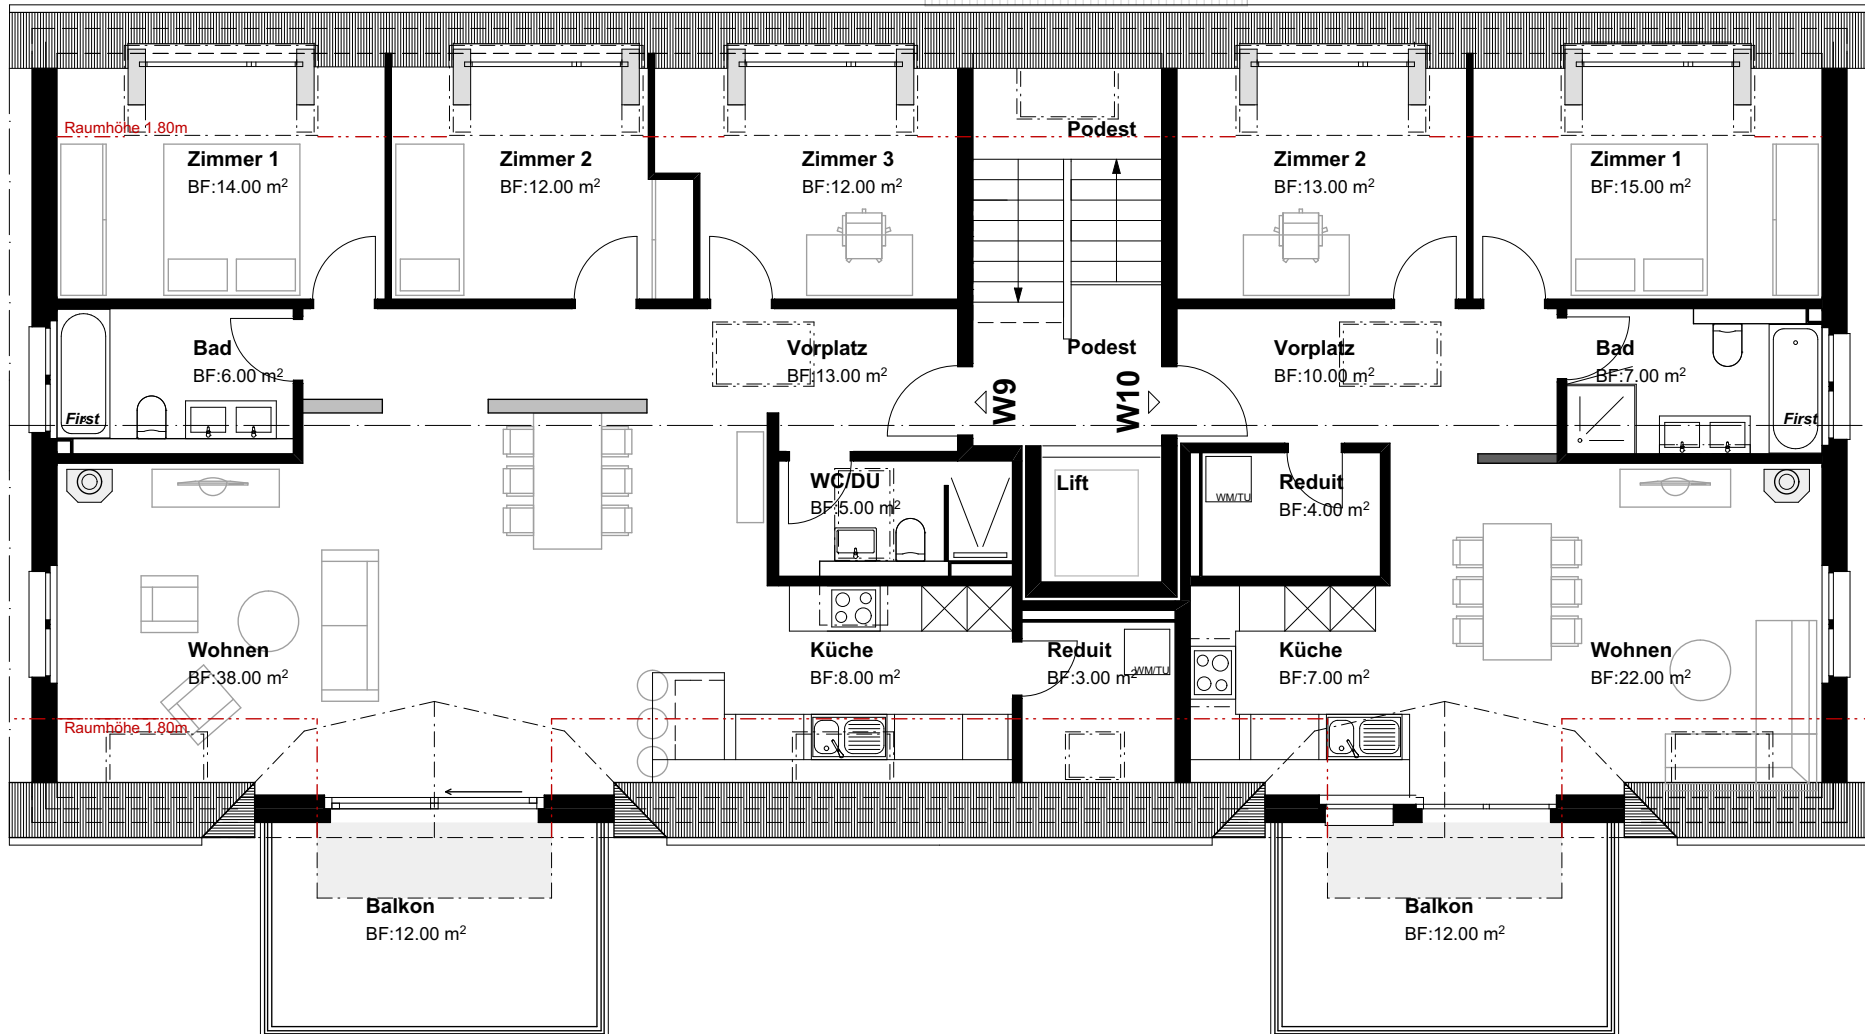 Podest
Raumhöhe 1.80m
Zimmer 1
BF:14.00 m²
Zimmer 2
BF:12.00 m²
Zimmer 3
BF:12.00 m²
Zimmer 2
BF:13.00 m²
Zimmer 1
BF:15.00 m²
Bad
BF:6.00 m²
Vorplatz
BF:13.00 m²
Podest
Vorplatz
BF:10.00 m²
Bad
BF:7.00 m²
W9
W10
First
First
WC/DU
BF:5.00 m²
Lift
WM/TU
Reduit
BF:4.00 m²
Wohnen
BF:38.00 m²
Küche
BF:8.00 m²
Reduit
BF:3.00 m²
WM/TU
Küche
BF:7.00 m²
Wohnen
BF:22.00 m²
Raumhöhe 1.80m
Balkon
BF:12.00 m²
Balkon
BF:12.00 m²